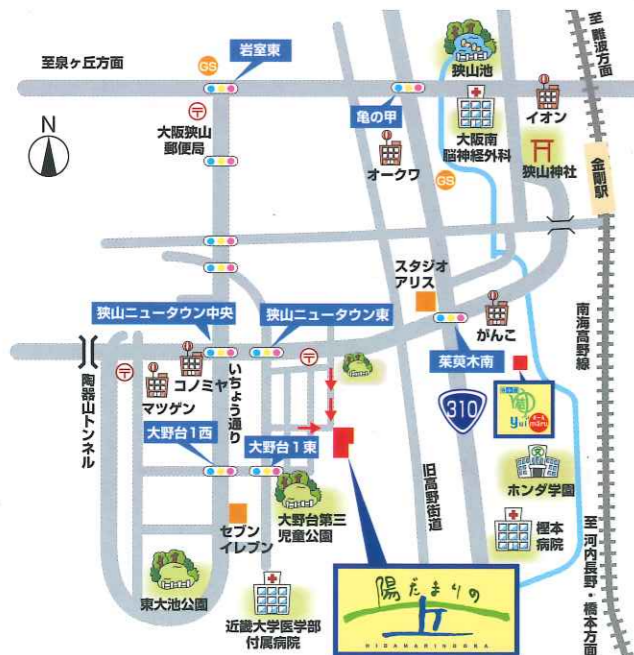 至泉ヶ丘方面
GS
岩室東
狭山池
至 難波方面
〒
大阪狭山
郵便局
N
亀の甲
大阪南
脳神経外科
イオン
オークワ
GS
狭山神社
金剛駅
スタジオ
アリス
狭山ニュータウン中央
狭山ニュータウン東
がんこ
南海高野線
〒
コノミヤ
いちょう通り
〒
茱萸木南
マツゲン
陶器山トンネル
310
yui
大野台1西
大野台1東
旧高野街道
ホンダ学園
セブン
イレブン
大野台第三
児童公園
樫本
病院
至 河内長野・橋本方面
東大池公園
近畿大学医学部
付属病院
陽だまりの
丘
HIDAMARINOOKA